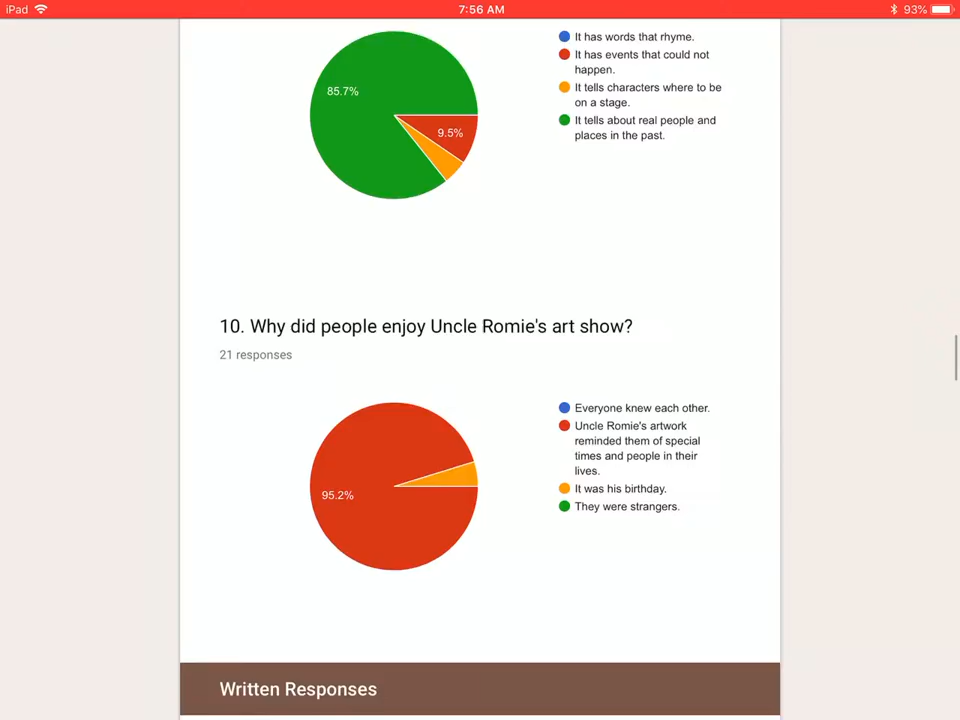 iPad 7:56 AM 93%
It has words that rhyme.
It has events that could not
happen.
It tells characters where to be
on a stage.
It tells about real people and
places in the past.
85.7%
9.5%
10. Why did people enjoy Uncle Romie's art show?
21 responses
Everyone knew each other.
Uncle Romie's artwork
reminded them of special
times and people in their
lives.
It was his birthday.
They were strangers.
95.2%
Written Responses